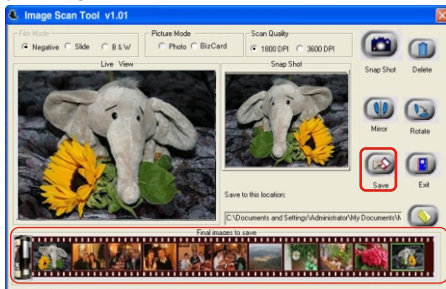 Image Scan Tool v1.01
Film Mode
Negative Slide B & W
Picture Mode
Photo BizCard
Scan Quality
1800 DPI 3600 DPI
Live View
Snap Shot
Snap Shot Delete
Mirror Rotate
Save Exit
Save to this location:
C:\Documents and Settings\Administrator\My Documents\M
Final images to save